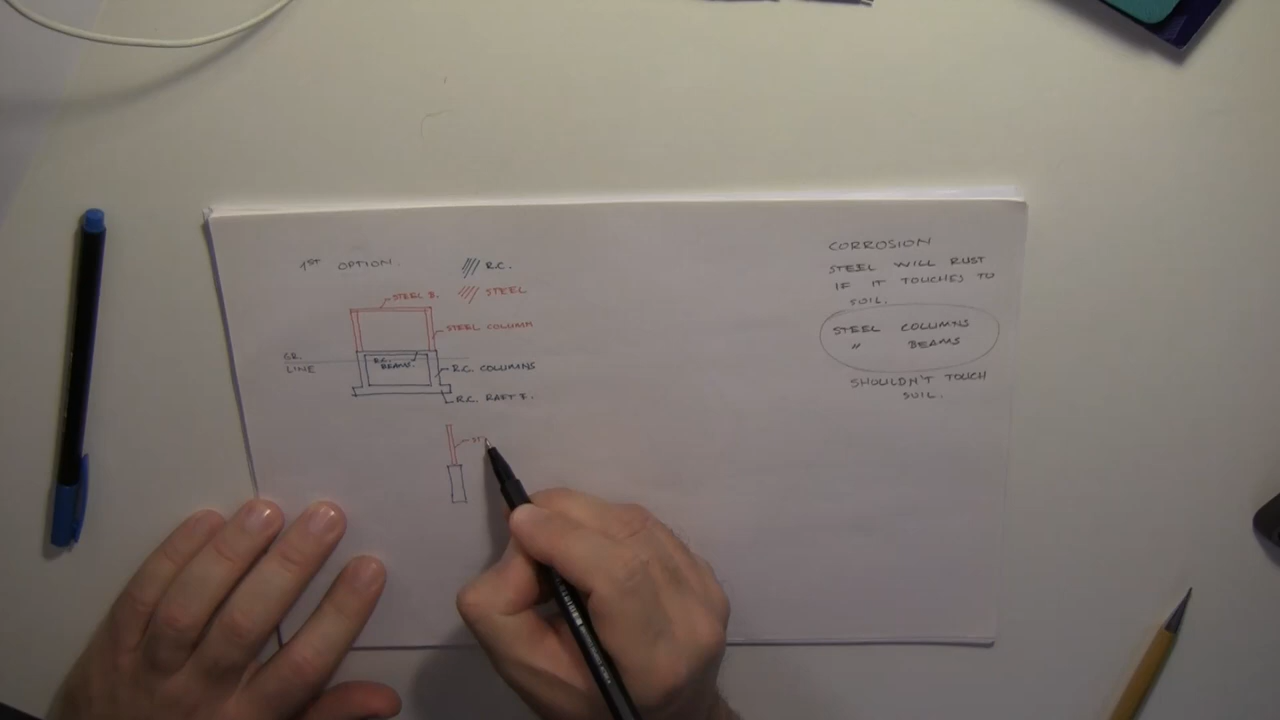 1ST OPTION.
R.C.
STEEL B.
STEEL
STEEL COLUMN
GR.
LINE
R.C.
BEAMS.
R.C. COLUMNS
R.C. RAFT F.
ST
CORROSION
STEEL WILL RUST
IF IT TOUCHES TO
SOIL.
STEEL COLUMNS
" BEAMS
SHOULDN'T TOUCH
SOIL.